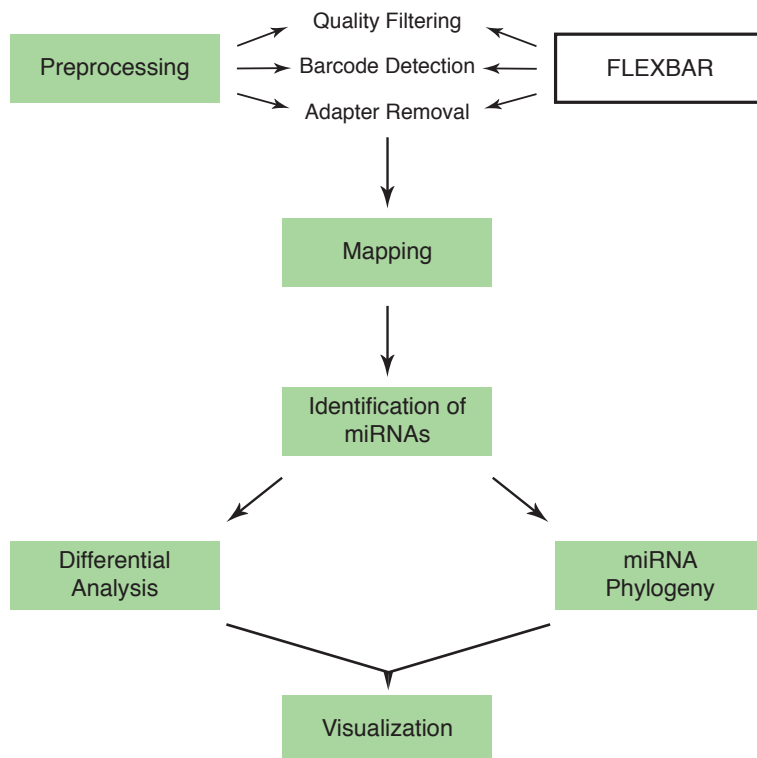 Quality Filtering
Preprocessing
Barcode Detection
FLEXBAR
Adapter Removal
Mapping
Identification of
miRNAs
Differential
Analysis
miRNA
Phylogeny
Visualization